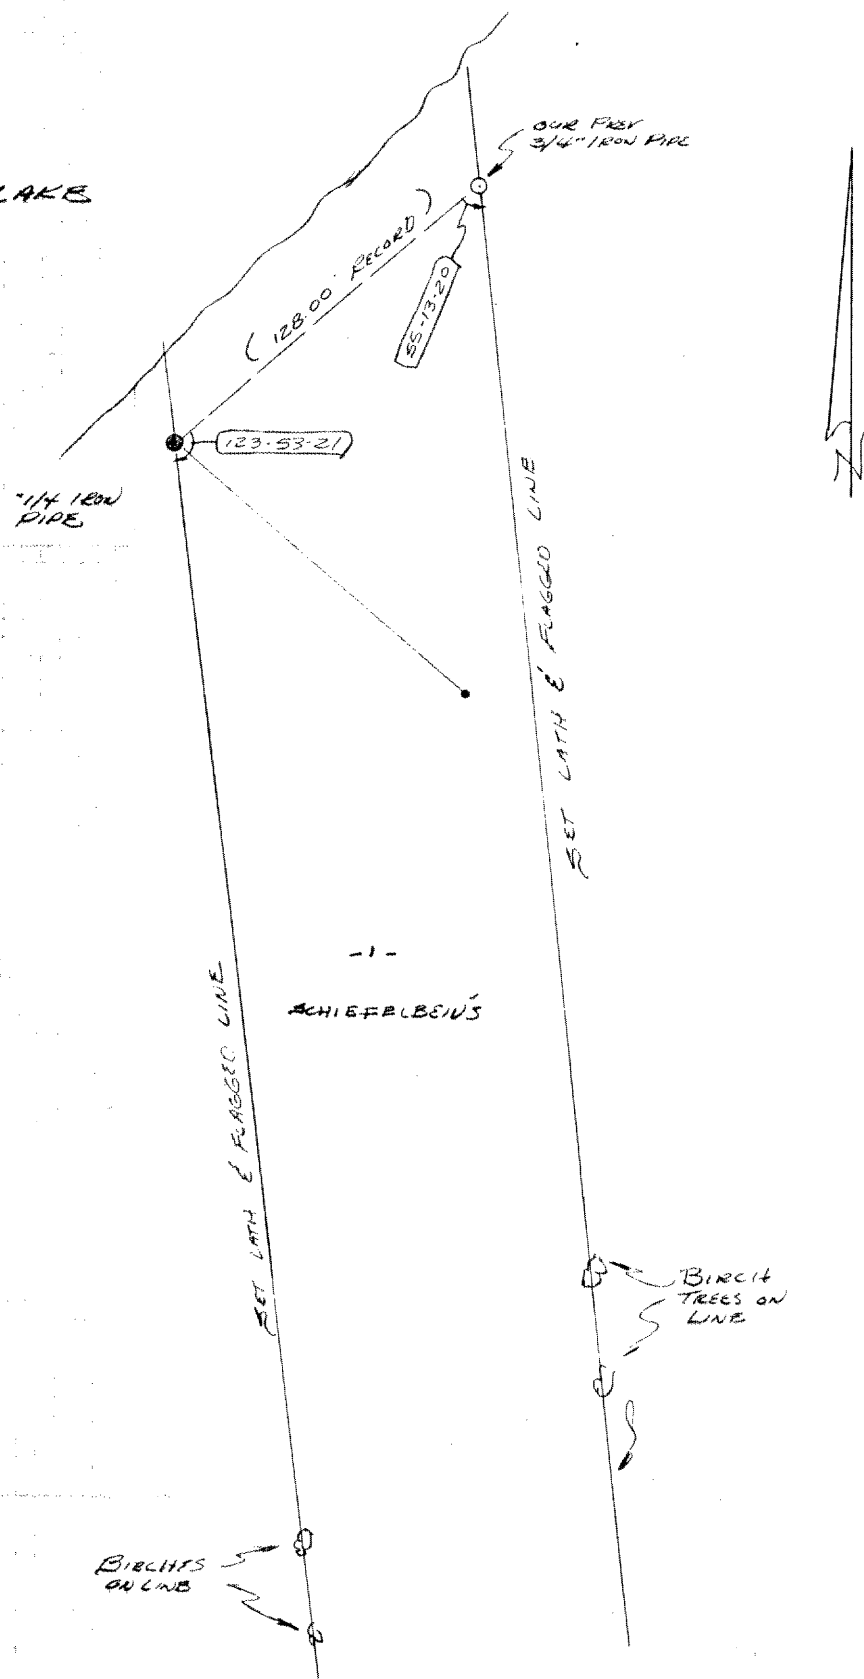 LAKE
OUR PREV
3/4" IRON PIPE
( 128.00' RECORD )
55-13-20
123-53-21
1/4 IRON
PIPE
N
SET LATH & FLAGGED LINE
-1-
SCHIEFELBEIN'S
SET LATH & FLAGGED LINE
BIRCH
TREES ON
LINE
BIRCHES
ON LINE